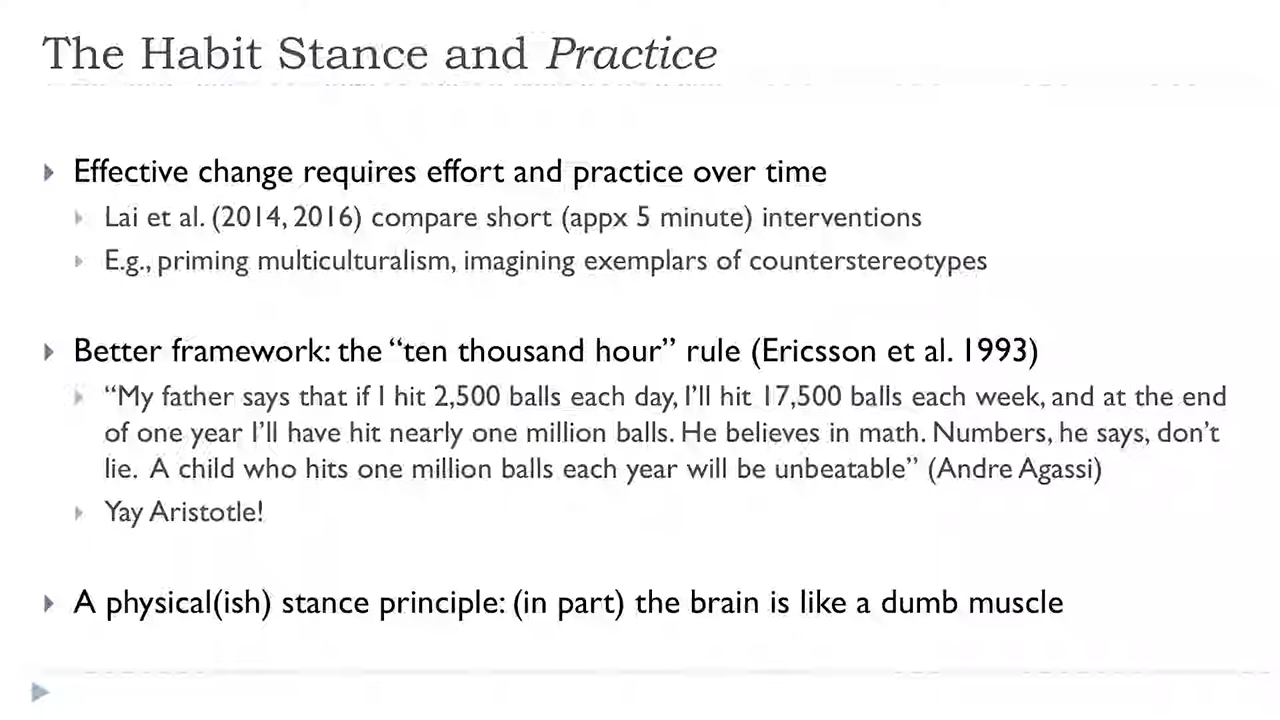 The Habit Stance and Practice
Effective change requires effort and practice over time
Lai et al. (2014, 2016) compare short (appx 5 minute) interventions
E.g., priming multiculturalism, imagining exemplars of counterstereotypes
Better framework: the “ten thousand hour” rule (Ericsson et al. 1993)
“My father says that if I hit 2,500 balls each day, I’ll hit 17,500 balls each week, and at the end
of one year I’ll have hit nearly one million balls. He believes in math. Numbers, he says, don’t
lie. A child who hits one million balls each year will be unbeatable” (Andre Agassi)
Yay Aristotle!
A physical(ish) stance principle: (in part) the brain is like a dumb muscle